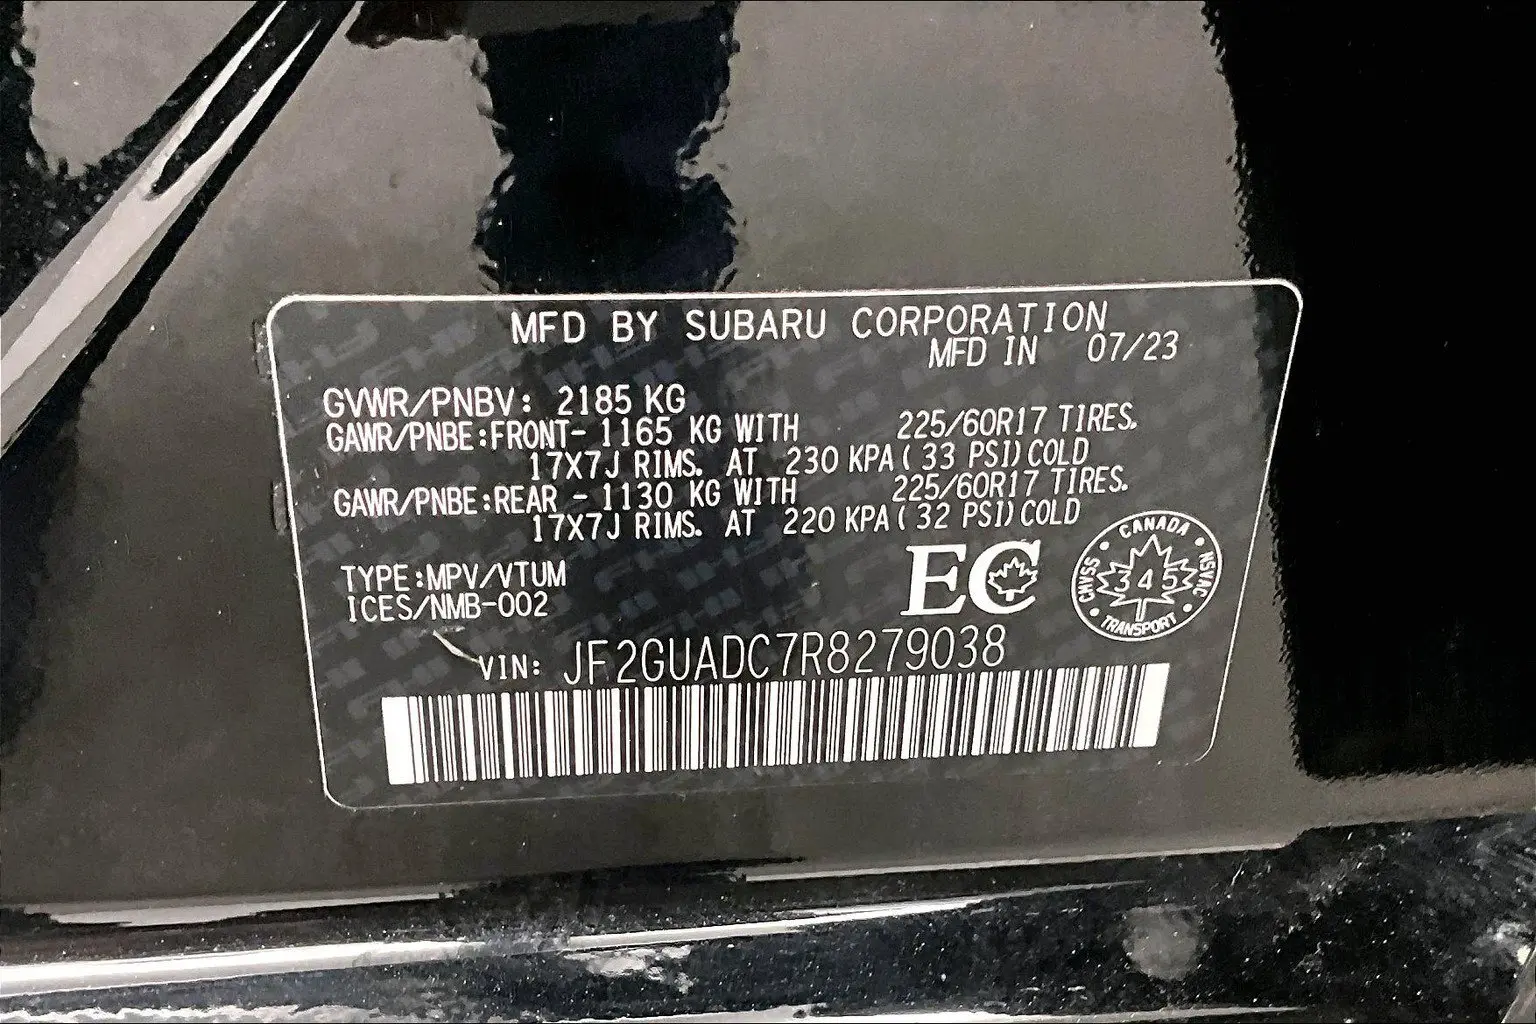 MFD BY SUBARU CORPORATION
MFD IN 07/23
GVWR/PNBV: 2185 KG
GAWR/PNBE:FRONT- 1165 KG WITH 225/60R17 TIRES.
17X7J RIMS. AT 230 KPA( 33 PSI)COLD
GAWR/PNBE:REAR - 1130 KG WITH 225/60R17 TIRES.
17X7J RIMS. AT 220 KPA( 32 PSI)COLD
TYPE:MPV/VTUM
ICES/NMB-002
EC
CANADA
CMVSS 345 NSVAC
TRANSPORT
VIN: JF2GUADC7R8279038